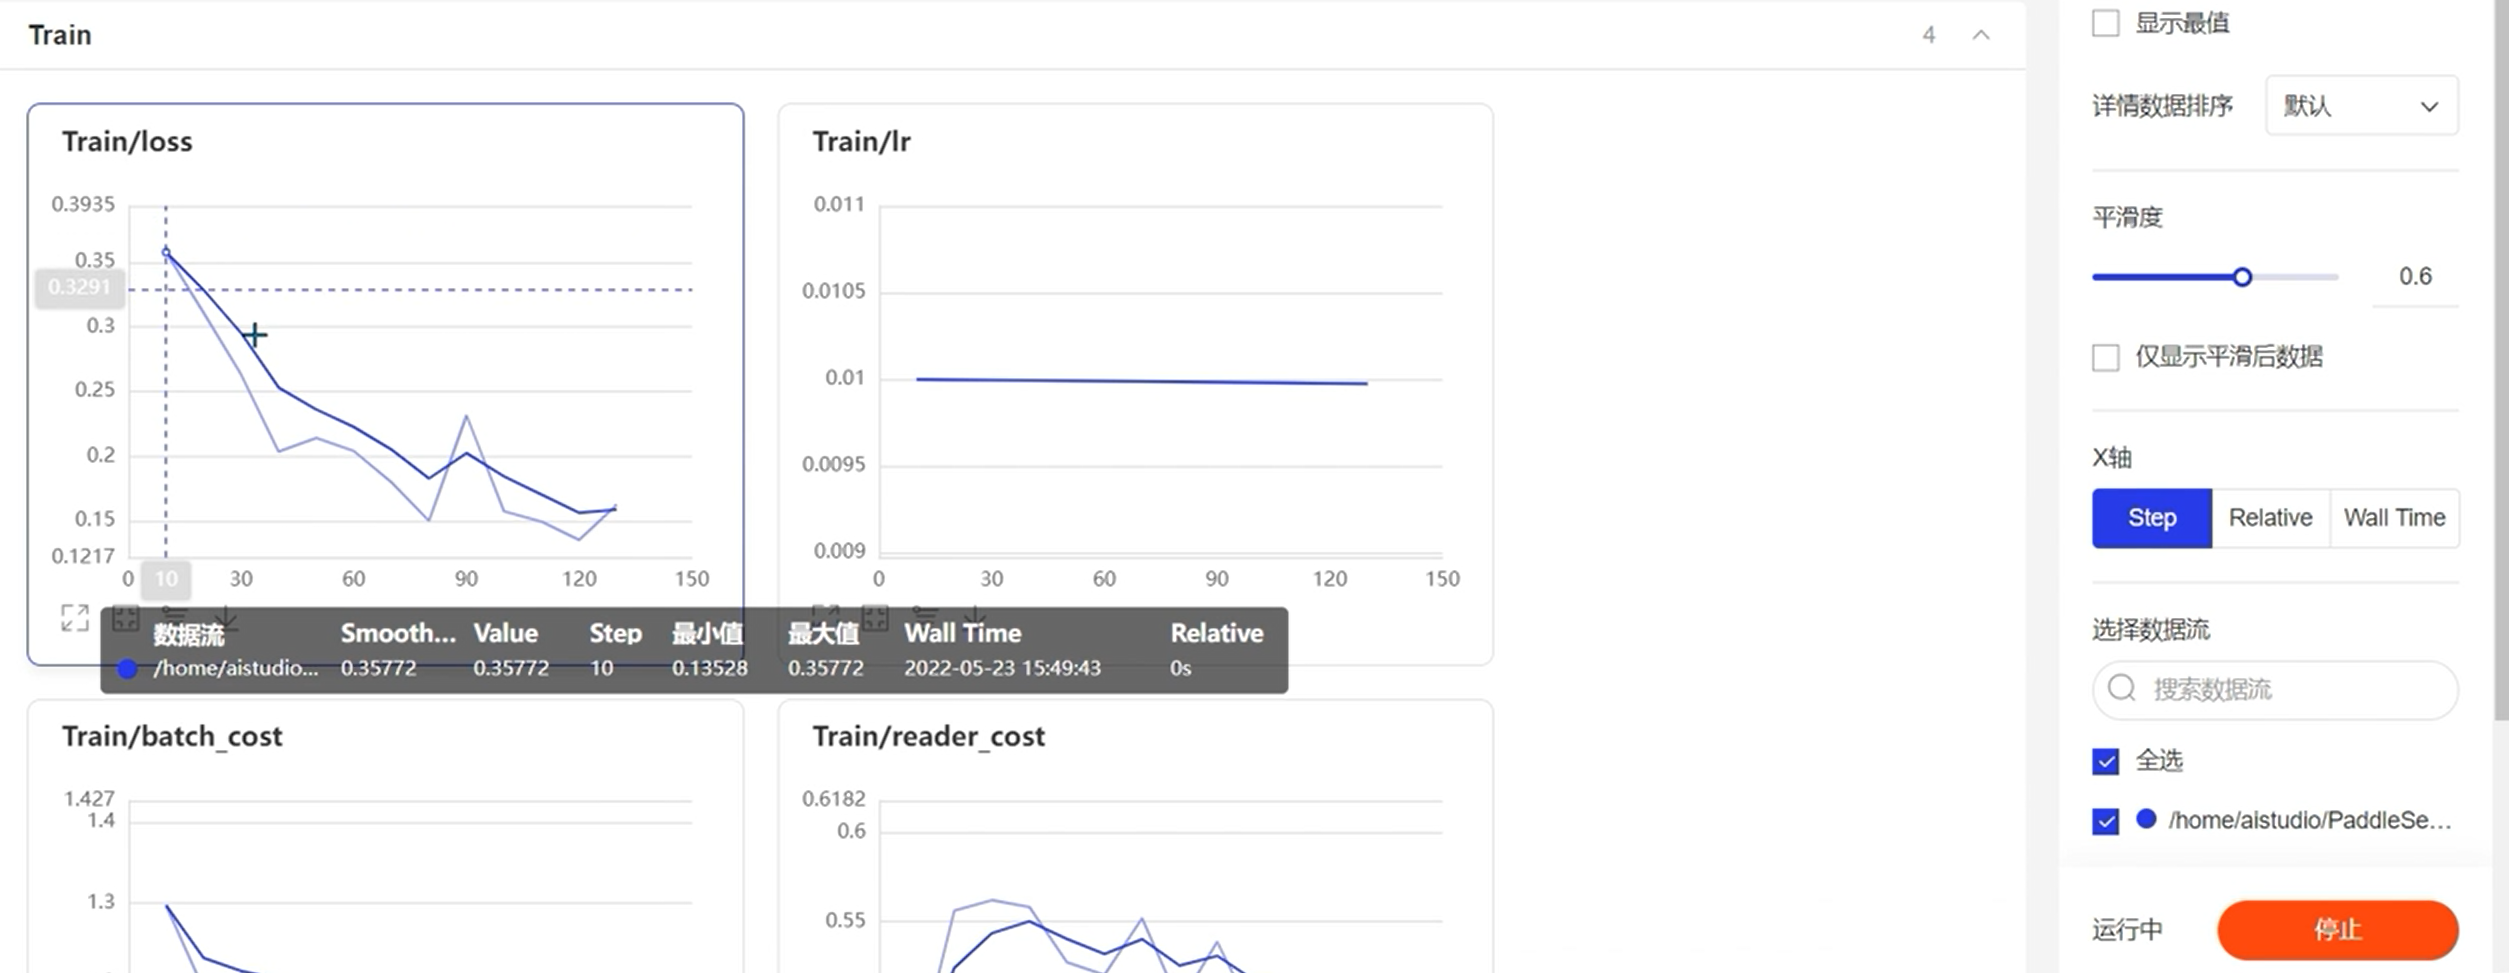 Train
4
Train/loss
0.3935
0.35
0.3291
0.3
0.25
0.2
0.15
0.1217
0
10
30
60
90
120
150
Train/lr
0.011
0.0105
0.01
0.0095
0.009
0
30
60
90
120
150
数据流 Smooth... Value Step 最小值 最大值 Wall Time Relative
/home/aistudio... 0.35772 0.35772 10 0.13528 0.35772 2022-05-23 15:49:43 0s
Train/batch_cost
1.427
1.4
1.3
Train/reader_cost
0.6182
0.6
0.55
显示最值
详情数据排序 默认
平滑度
0.6
仅显示平滑后数据
X轴
Step Relative Wall Time
选择数据流
搜索数据流
全选
/home/aistudio/PaddleSe...
运行中 停止